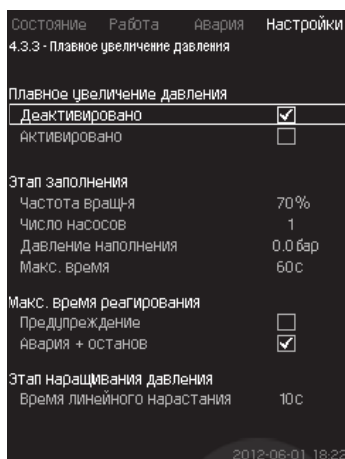 Состояние Работа Авария Настройки
4.3.3 - Плавное увеличение давления
Плавное увеличение давления
Деактивировано
Активировано
Этап заполнения
Частота вращ-я 70%
Число насосов 1
Давление наполнения 0.0 бар
Макс. время 60с
Макс. время реагирования
Предупреждение
Авария + останов
Этап наращивания давления
Время линейного нарастания 10с
2012-06-01 18:22